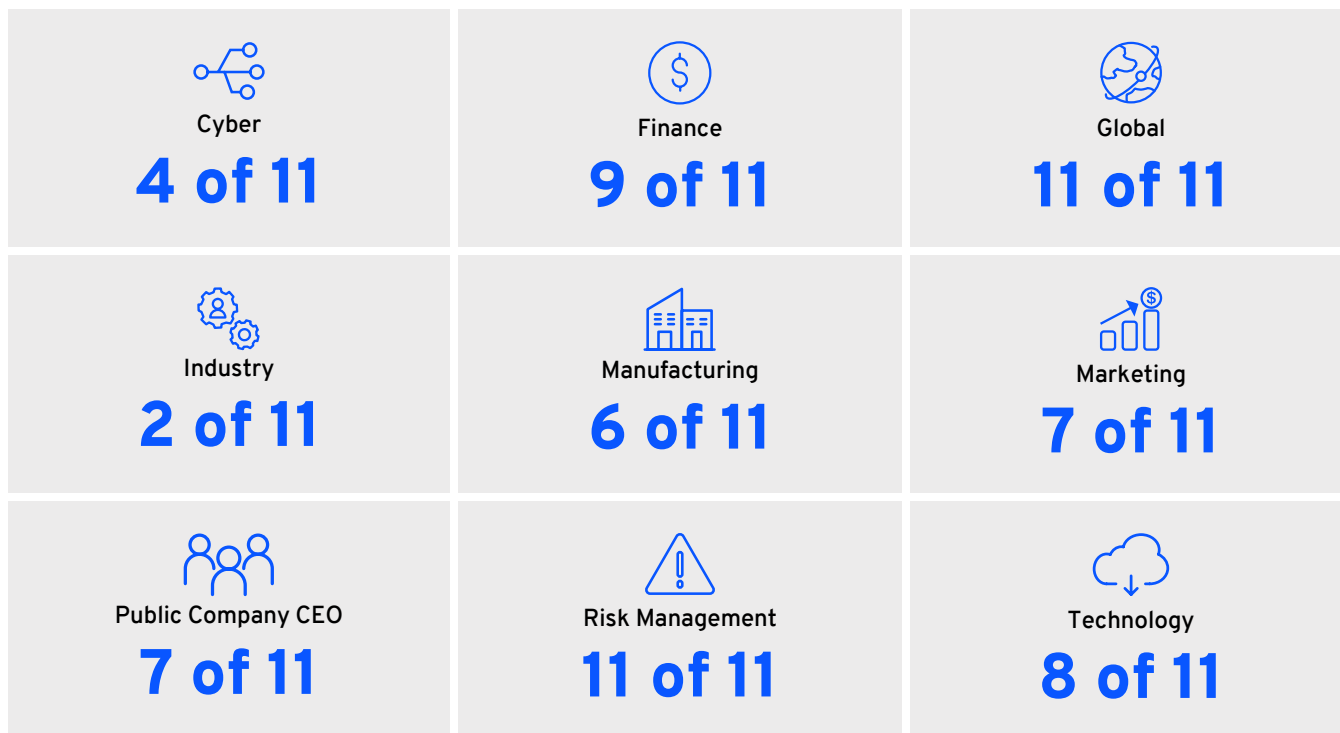 Cyber
4 of 11
Finance
9 of 11
Global
11 of 11
Industry
2 of 11
Manufacturing
6 of 11
$
Marketing
7 of 11
Public Company CEO
7 of 11
Risk Management
11 of 11
Technology
8 of 11